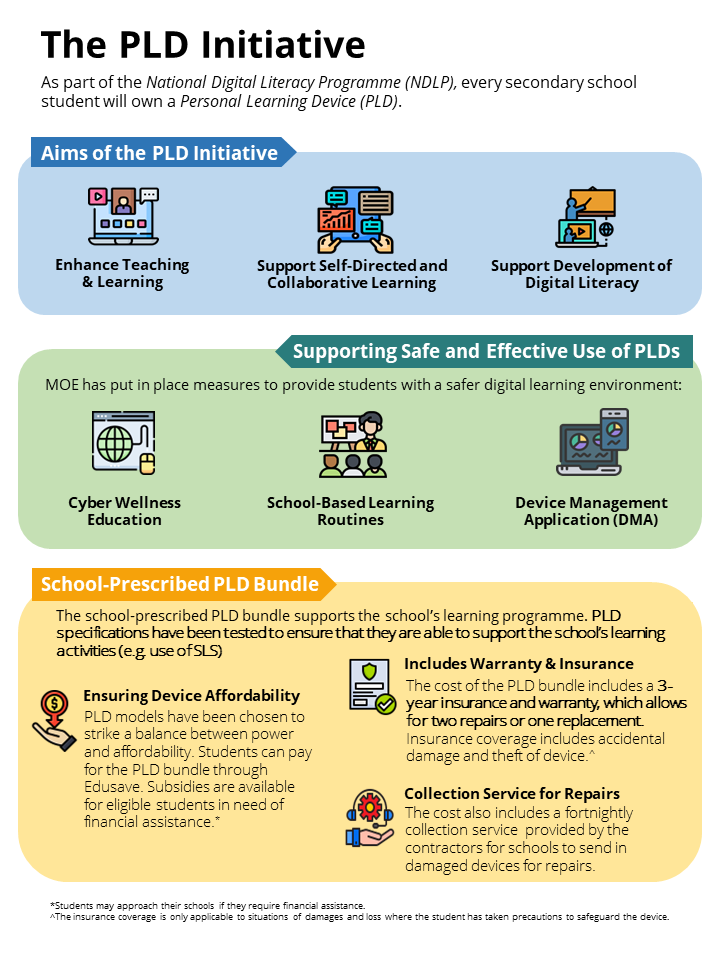 The PLD Initiative
As part of the National Digital Literacy Programme (NDLP), every secondary school
student will own a Personal Learning Device (PLD).
Aims of the PLD Initiative
Enhance Teaching
& Learning
Support Self-Directed and
Collaborative Learning
Support Development of
Digital Literacy
Supporting Safe and Effective Use of PLDs
MOE has put in place measures to provide students with a safer digital learning environment:
Cyber Wellness
Education
School-Based Learning
Routines
Device Management
Application (DMA)
School-Prescribed PLD Bundle
The school-prescribed PLD bundle supports the school's learning programme. PLD
specifications have been tested to ensure that they are able to support the school's learning
activities (e.g. use of SLS)
Ensuring Device Affordability
PLD models have been chosen to
strike a balance between power
and affordability. Students can pay
for the PLD bundle through
Edusave. Subsidies are available
for eligible students in need of
financial assistance.*
Includes Warranty & Insurance
The cost of the PLD bundle includes a 3-
year insurance and warranty, which allows
for two repairs or one replacement.
Insurance coverage includes accidental
damage and theft of device.^
Collection Service for Repairs
The cost also includes a fortnightly
collection service provided by the
contractors for schools to send in
damaged devices for repairs.
*Students may approach their schools if they require financial assistance.
^The insurance coverage is only applicable to situations of damages and loss where the student has taken precautions to safeguard the device.